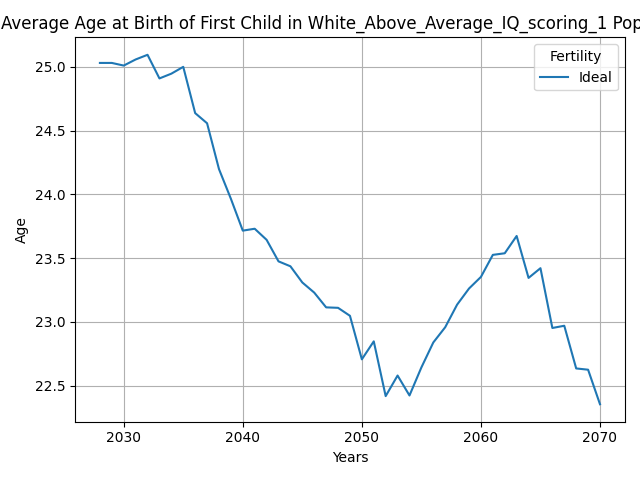 Average Age at Birth of First Child in White_Above_Average_IQ_scoring_1 Pop
Fertility
Ideal
25.0
24.5
24.0
23.5
23.0
22.5
Age
2030 2040 2050 2060 2070
Years